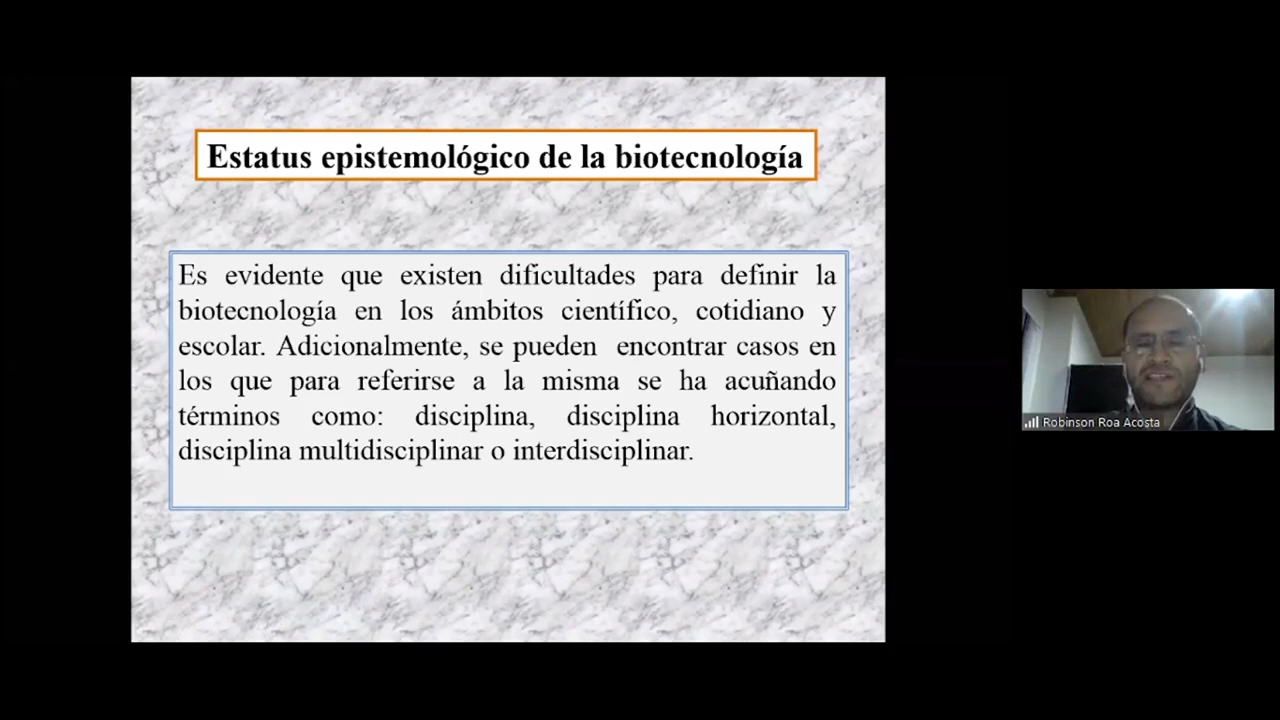 Estatus epistemológico de la biotecnología
Es evidente que existen dificultades para definir la
biotecnología en los ámbitos científico, cotidiano y
escolar. Adicionalmente, se pueden encontrar casos en
los que para referirse a la misma se ha acuñando
términos como: disciplina, disciplina horizontal,
disciplina multidisciplinar o interdisciplinar.
Robinson Roa Acosta